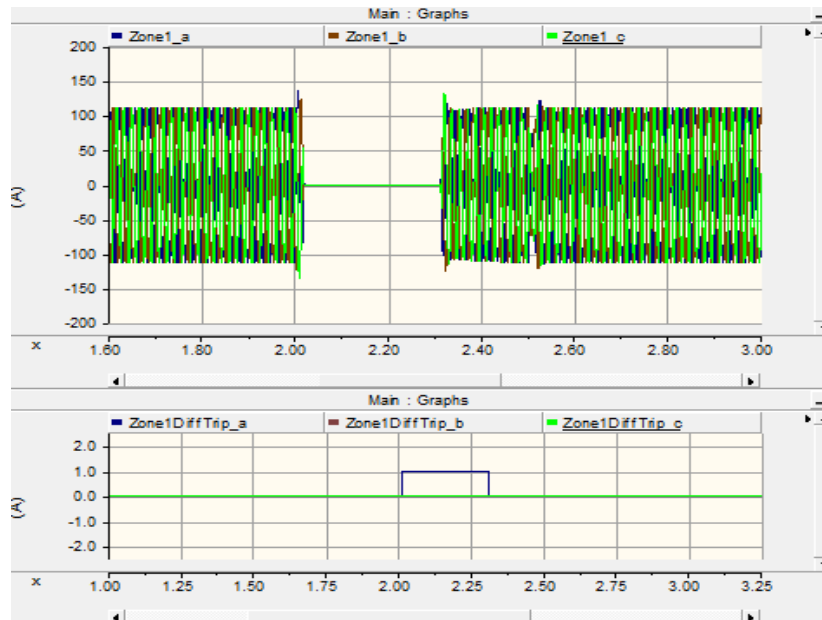 Main : Graphs
Zone1_a Zone1_b Zone1_c
200
150
100
50
0
-50
-100
-150
-200
(A)
x 1.60 1.80 2.00 2.20 2.40 2.60 2.80 3.00
Main : Graphs
Zone1DiffTrip_a Zone1DiffTrip_b Zone1DiffTrip_c
2.0
1.0
0.0
-1.0
-2.0
(A)
x 1.00 1.25 1.50 1.75 2.00 2.25 2.50 2.75 3.00 3.25